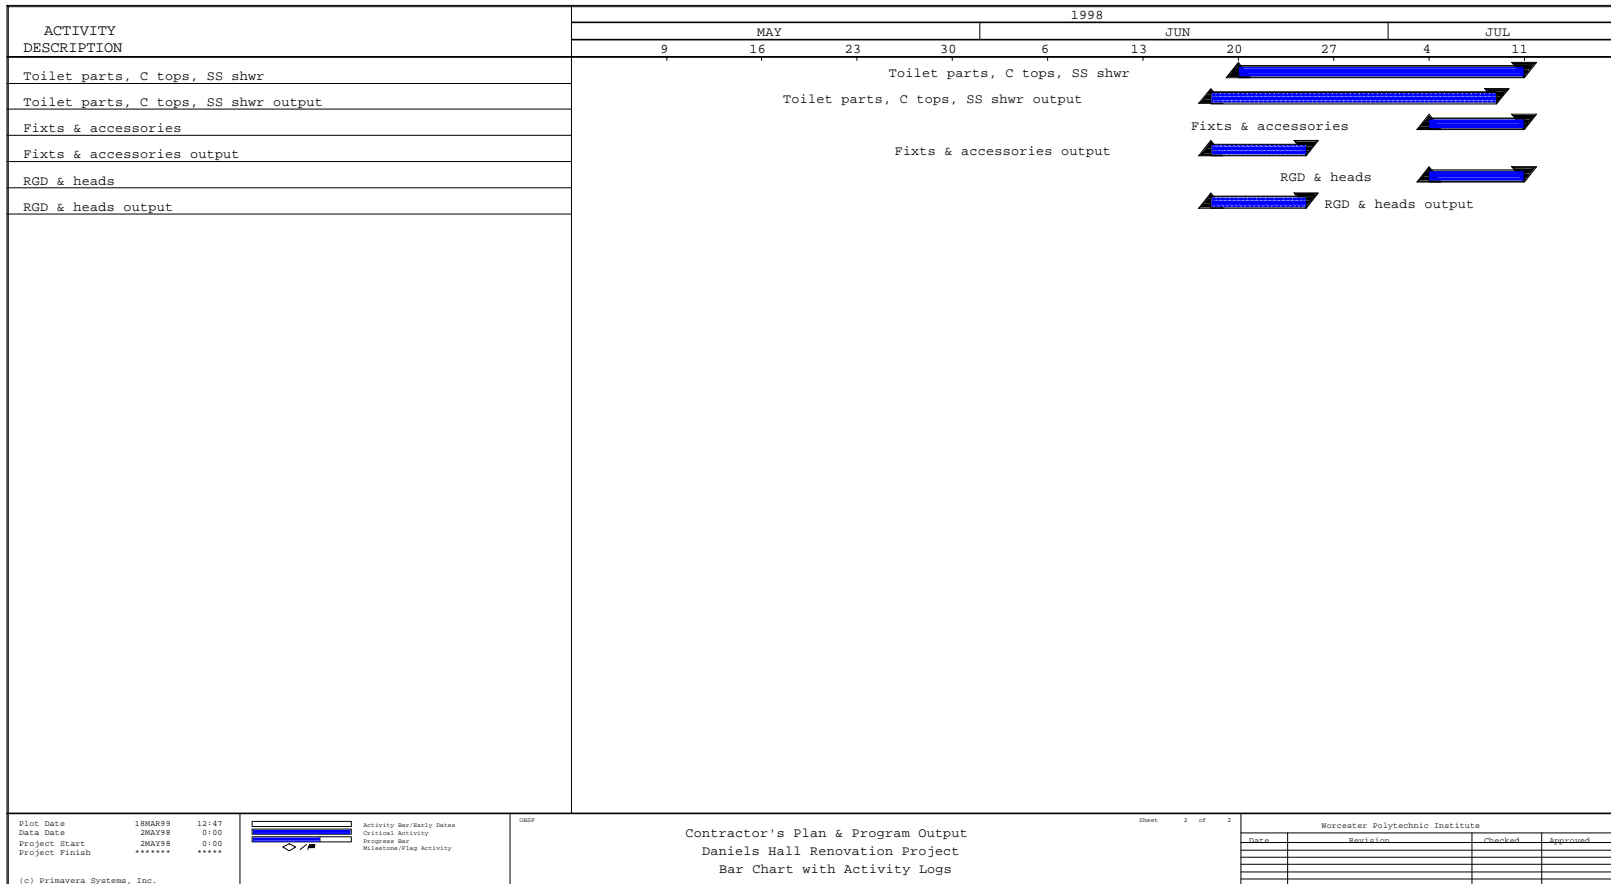 ACTIVITY
DESCRIPTION
1998
MAY JUN JUL
9 16 23 30 6 13 20 27 4 11
Toilet parts, C tops, SS shwr Toilet parts, C tops, SS shwr
Toilet parts, C tops, SS shwr output Toilet parts, C tops, SS shwr output
Fixts & accessories Fixts & accessories
Fixts & accessories output Fixts & accessories output
RGD & heads RGD & heads
RGD & heads output RGD & heads output
Plot Date 18MAR99 12:47
Data Date 2MAY98 0:00
Project Start 2MAY98 0:00
Project Finish ******* *****
(c) Primavera Systems, Inc.
Activity Bar/Early Dates
Critical Activity
Progress Bar
Milestone/Flag Activity
Sheet 2 of 2
Contractor's Plan & Program Output
Daniels Hall Renovation Project
Bar Chart with Activity Logs
Worcester Polytechnic Institute
Date Revision Checked Approved